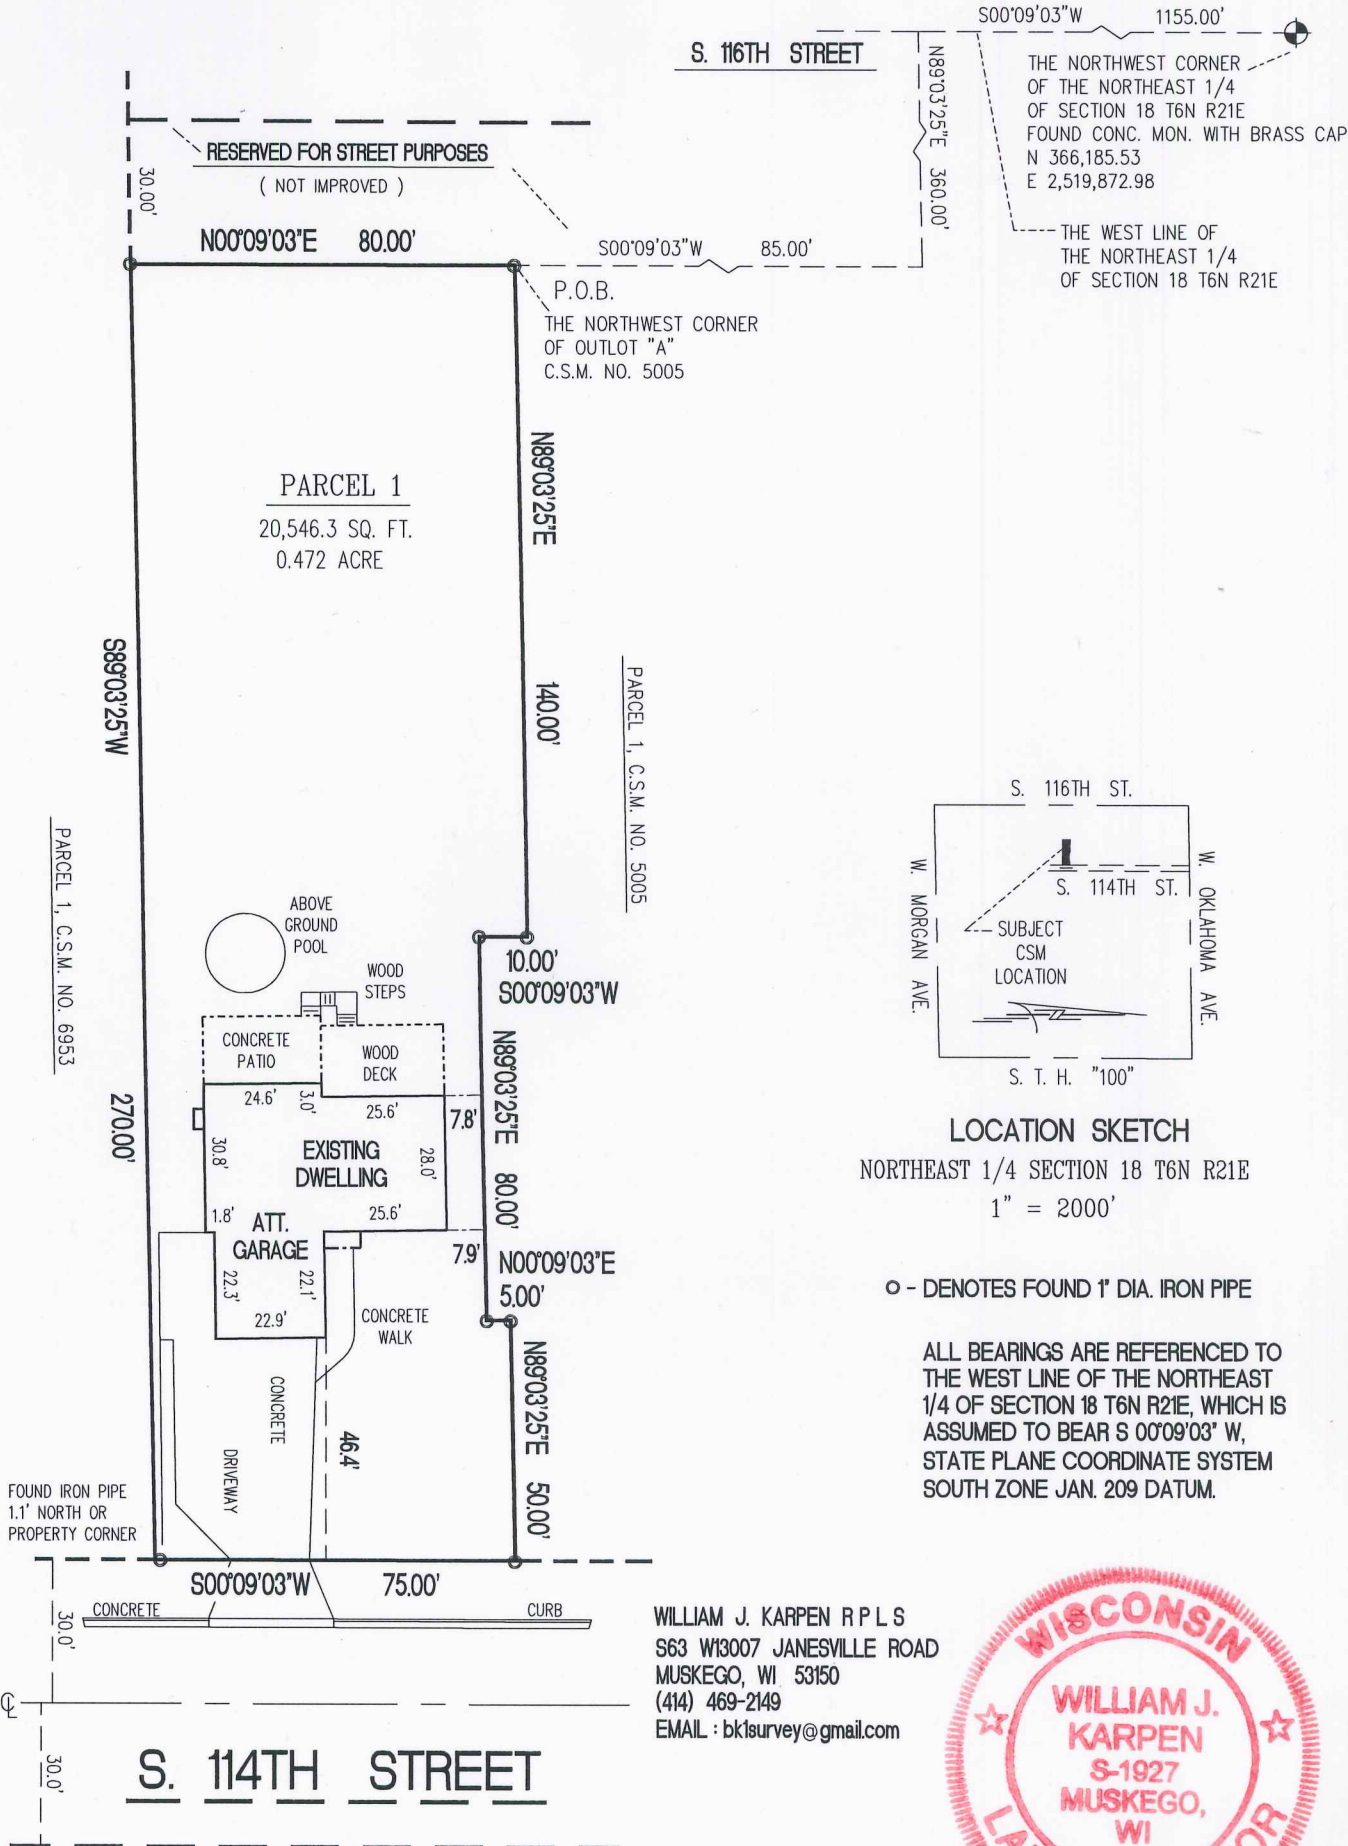 S00°09'03"W 1155.00'
S. 116TH STREET
THE NORTHWEST CORNER
OF THE NORTHEAST 1/4
OF SECTION 18 T6N R21E
FOUND CONC. MON. WITH BRASS CAP
N 366,185.53
E 2,519,872.98
N89°03'25"E 360.00'
THE WEST LINE OF
THE NORTHEAST 1/4
OF SECTION 18 T6N R21E
RESERVED FOR STREET PURPOSES
( NOT IMPROVED )
30.00'
N00°09'03"E 80.00'
S00°09'03"W 85.00'
P.O.B.
THE NORTHWEST CORNER
OF OUTLOT "A"
C.S.M. NO. 5005
PARCEL 1
20,546.3 SQ. FT.
0.472 ACRE
N89°03'25"E 140.00'
S89°03'25"W 270.00'
PARCEL 1, C.S.M. NO. 5005
PARCEL 1, C.S.M. NO. 6953
ABOVE
GROUND
POOL
WOOD
STEPS
10.00'
S00°09'03"W
CONCRETE
PATIO
WOOD
DECK
24.6'
3.0'
25.6'
7.8'
N89°03'25"E 80.00'
30.8'
EXISTING
DWELLING
28.0'
1.8'
25.6'
ATT.
GARAGE
7.9'
N00°09'03"E
5.00'
22.3'
22.1'
22.9'
CONCRETE
WALK
CONCRETE
DRIVEWAY
46.4'
N89°03'25"E 50.00'
FOUND IRON PIPE
1.1' NORTH OR
PROPERTY CORNER
S00°09'03"W 75.00'
CONCRETE CURB
30.0'
30.0'
S. 114TH STREET
S. 116TH ST.
W. MORGAN AVE.
W. OKLAHOMA AVE.
S. 114TH ST.
SUBJECT
CSM
LOCATION
S. T. H. "100"
LOCATION SKETCH
NORTHEAST 1/4 SECTION 18 T6N R21E
1" = 2000'
O - DENOTES FOUND 1" DIA. IRON PIPE
ALL BEARINGS ARE REFERENCED TO
THE WEST LINE OF THE NORTHEAST
1/4 OF SECTION 18 T6N R21E, WHICH IS
ASSUMED TO BEAR S 00°09'03" W,
STATE PLANE COORDINATE SYSTEM
SOUTH ZONE JAN. 209 DATUM.
WILLIAM J. KARPEN R P L S
S63 W13007 JANESVILLE ROAD
MUSKEGO, WI 53150
(414) 469-2149
EMAIL : bk1survey@gmail.com
WISCONSIN
WILLIAM J.
KARPEN
S-1927
MUSKEGO,
WI